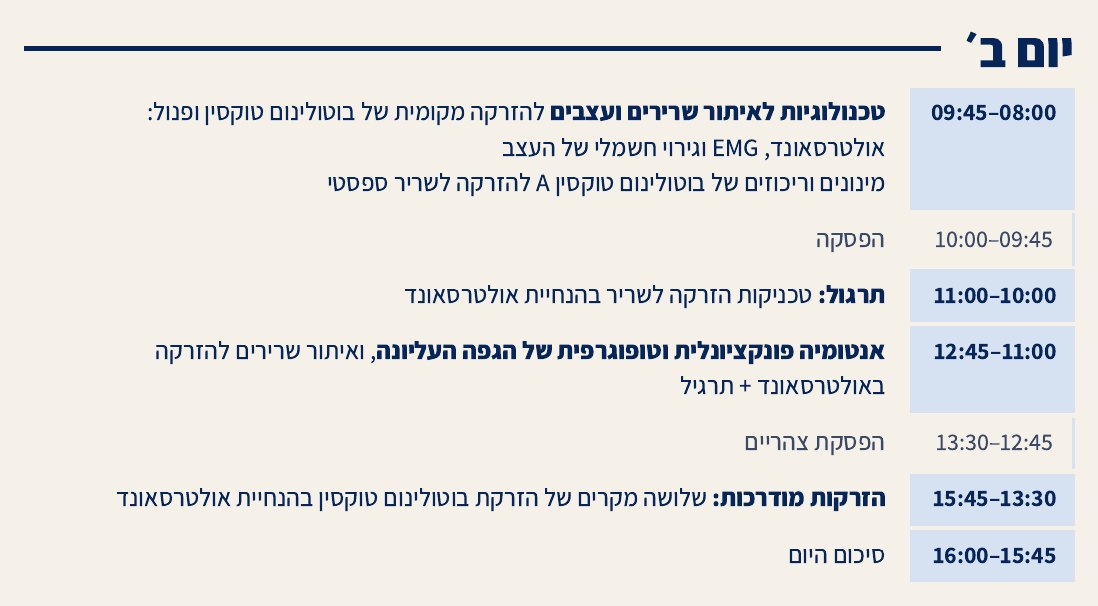 יום ב׳
08:00–09:45 טכנולוגיות לאיתור שרירים ועצבים להזרקה מקומית של בוטולינום טוקסין ופנול:
אולטרסאונד, EMG וגירוי חשמלי של העצב
מינונים וריכוזים של בוטולינום טוקסין A להזרקה לשריר ספסטי
09:45–10:00 הפסקה
10:00–11:00 תרגול: טכניקות הזרקה לשריר בהנחיית אולטרסאונד
11:00–12:45 אנטומיה פונקציונלית וטופוגרפית של הגפה העליונה, ואיתור שרירים להזרקה
באולטרסאונד + תרגיל
12:45–13:30 הפסקת צהריים
13:30–15:45 הזרקות מודרכות: שלושה מקרים של הזרקת בוטולינום טוקסין בהנחיית אולטרסאונד
15:45–16:00 סיכום היום